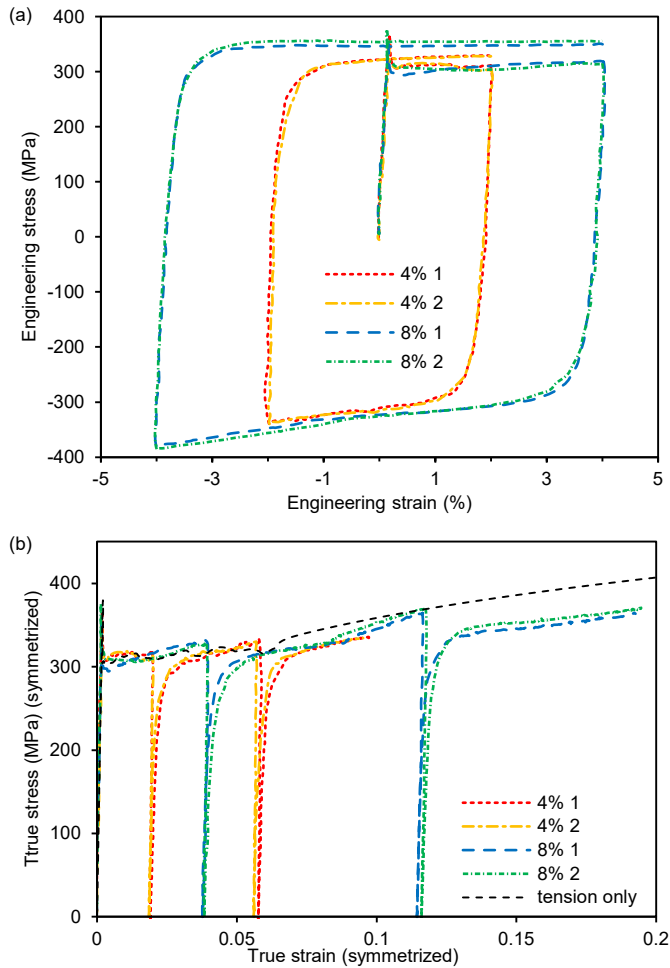 (a)
400
300
200
100
0
-100
-200
-300
-400
Engineering stress (MPa)
4% 1
4% 2
8% 1
8% 2
-5 -3 -1 1 3 5
Engineering strain (%)
(b)
400
300
200
100
0
Ttrue stress (MPa) (symmetrized)
4% 1
4% 2
8% 1
8% 2
tension only
0 0.05 0.1 0.15 0.2
True strain (symmetrized)